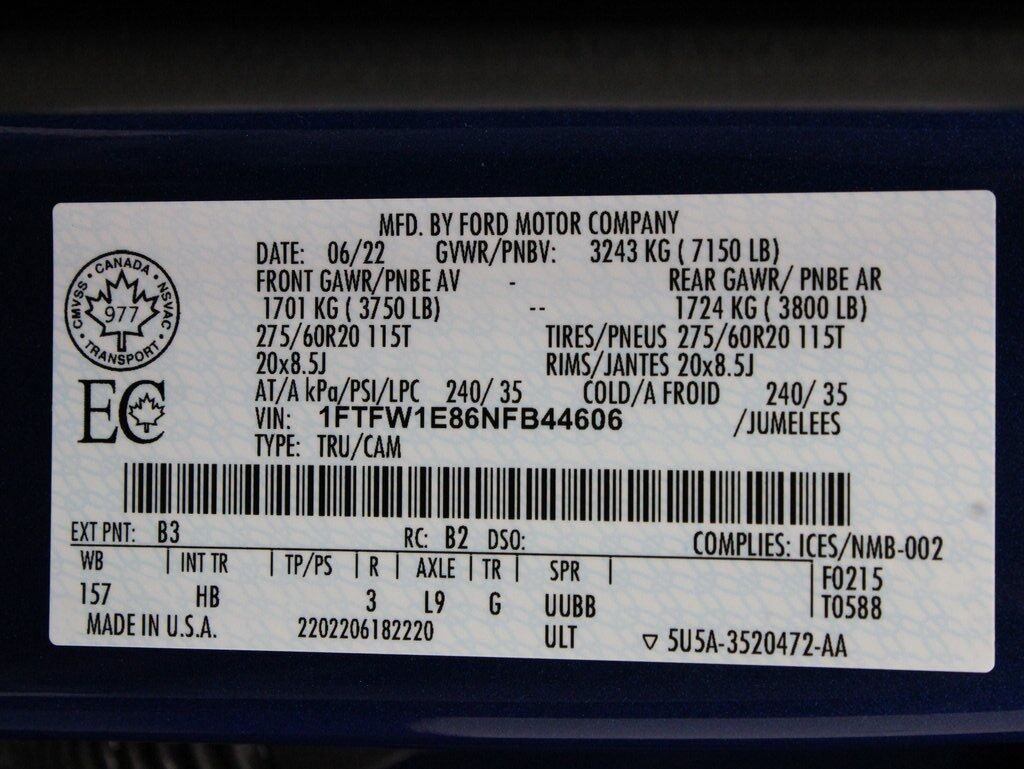 MFD. BY FORD MOTOR COMPANY
DATE: 06/22 GVWR/PNBV: 3243 KG ( 7150 LB)
FRONT GAWR/PNBE AV - REAR GAWR/ PNBE AR
1701 KG ( 3750 LB) -- 1724 KG ( 3800 LB)
275/60R20 115T TIRES/PNEUS 275/60R20 115T
20x8.5J RIMS/JANTES 20x8.5J
AT/A kPa/PSI/LPC 240/ 35 COLD/A FROID 240/ 35
VIN: 1FTFW1E86NFB44606 /JUMELEES
TYPE: TRU/CAM
CANADA · NSVAC · TRANSPORT · CMVSS ·
977
EC
EXT PNT: B3 RC: B2 DSO: COMPLIES: ICES/NMB-002
WB | INT TR | TP/PS | R | AXLE | TR | SPR | F0215
157 HB 3 L9 G UUBB T0588
MADE IN U.S.A. 2202206182220 ULT ▽ 5U5A-3520472-AA